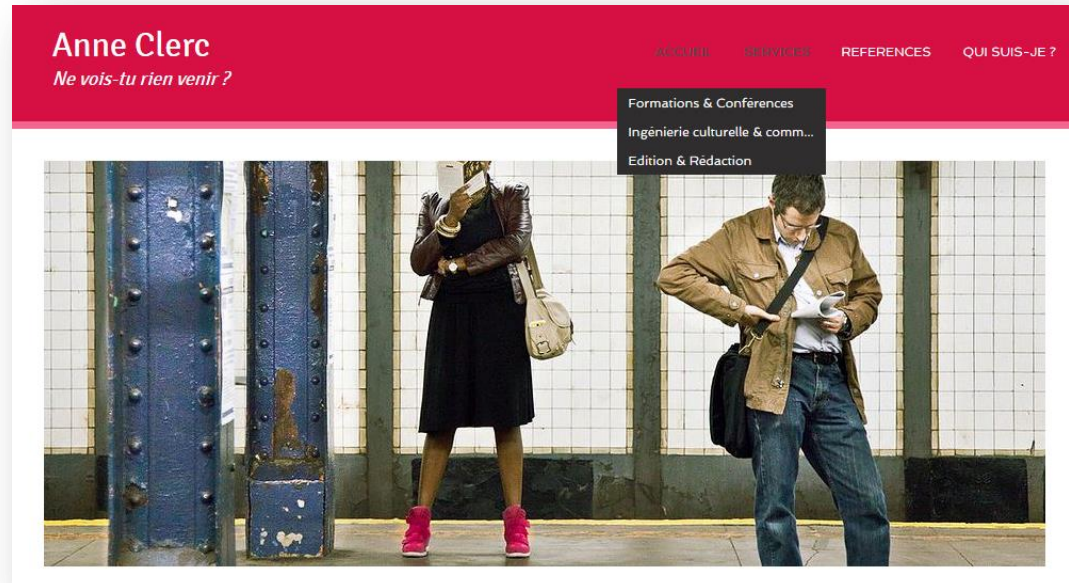 Anne Clerc
Ne vois-tu rien venir ?
ACCUEIL SERVICES REFERENCES QUI SUIS-JE ?
Formations & Conférences
Ingénierie culturelle & comm...
Edition & Rédaction